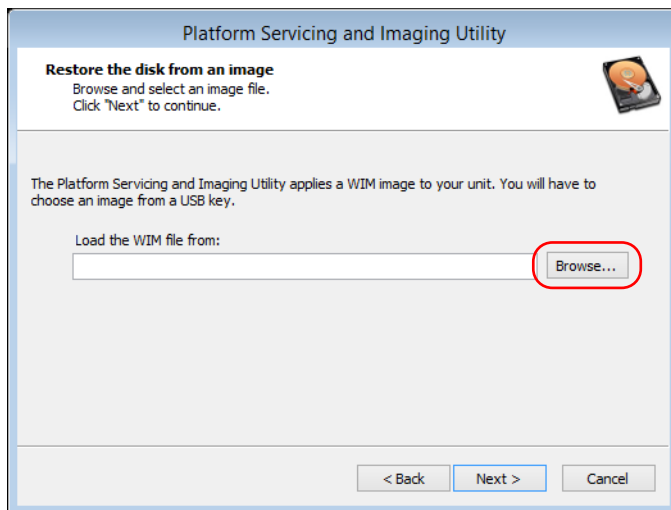 Platform Servicing and Imaging Utility
Restore the disk from an image
Browse and select an image file.
Click "Next" to continue.
The Platform Servicing and Imaging Utility applies a WIM image to your unit. You will have to
choose an image from a USB key.
Load the WIM file from:
Browse...
< Back Next > Cancel